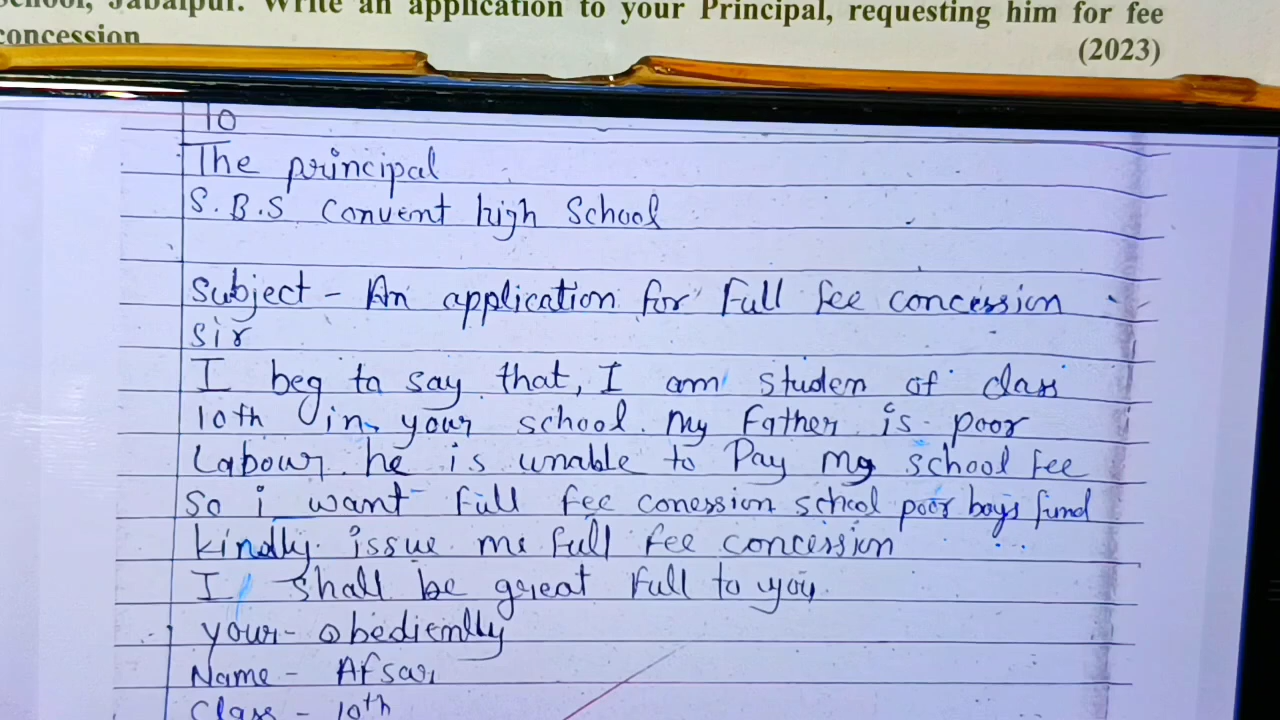 School, Jabalpur. Write an application to your Principal, requesting him for fee
concession
(2023)
To
The principal
S.B.S Convent high School
Subject - An application for Full fee concession
Sir
I beg to say that, I am studen of class
10th in your school. My Father is poor
Labour he is unable to Pay my school Fee
So i want Full fee conession school poor boys fund
kindly issue me full fee concession
I shall be great Full to you
your - obediently
Name - Afsar
Class - 10th